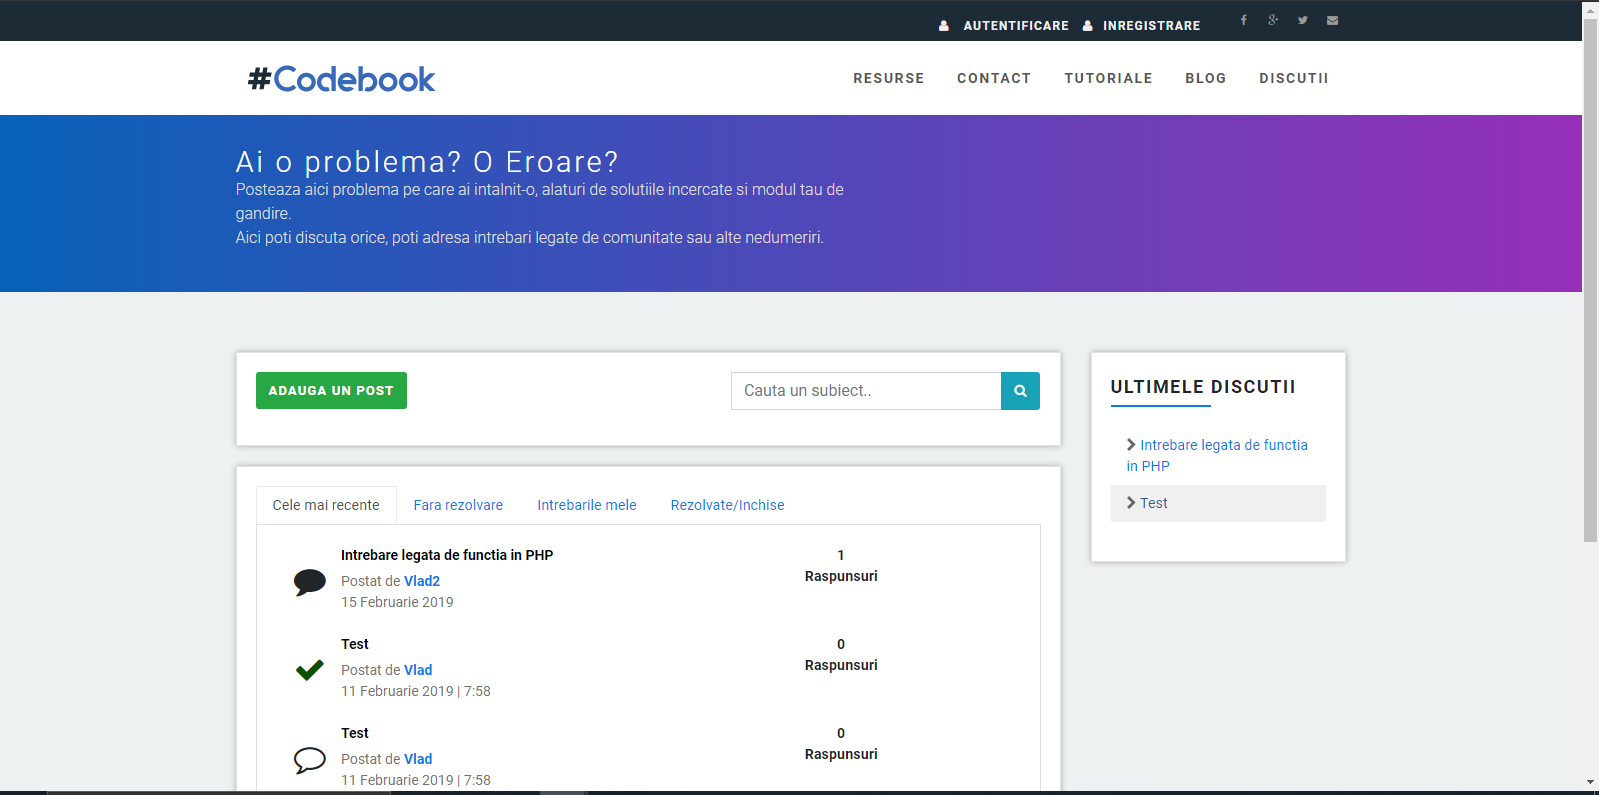 AUTENTIFICARE INREGISTRARE
#Codebook
RESURSE CONTACT TUTORIALE BLOG DISCUTII
Ai o problema? O Eroare?
Posteaza aici problema pe care ai intalnit-o, alaturi de solutiile incercate si modul tau de
gandire.
Aici poti discuta orice, poti adresa intrebari legate de comunitate sau alte nedumeriri.
ADAUGA UN POST
Cauta un subiect..
Cele mai recente Fara rezolvare Intrebarile mele Rezolvate/Inchise
Intrebare legata de functia in PHP
Postat de Vlad2
15 Februarie 2019
1
Raspunsuri
Test
Postat de Vlad
11 Februarie 2019 | 7:58
0
Raspunsuri
Test
Postat de Vlad
11 Februarie 2019 | 7:58
0
Raspunsuri
ULTIMELE DISCUTII
Intrebare legata de functia
in PHP
Test